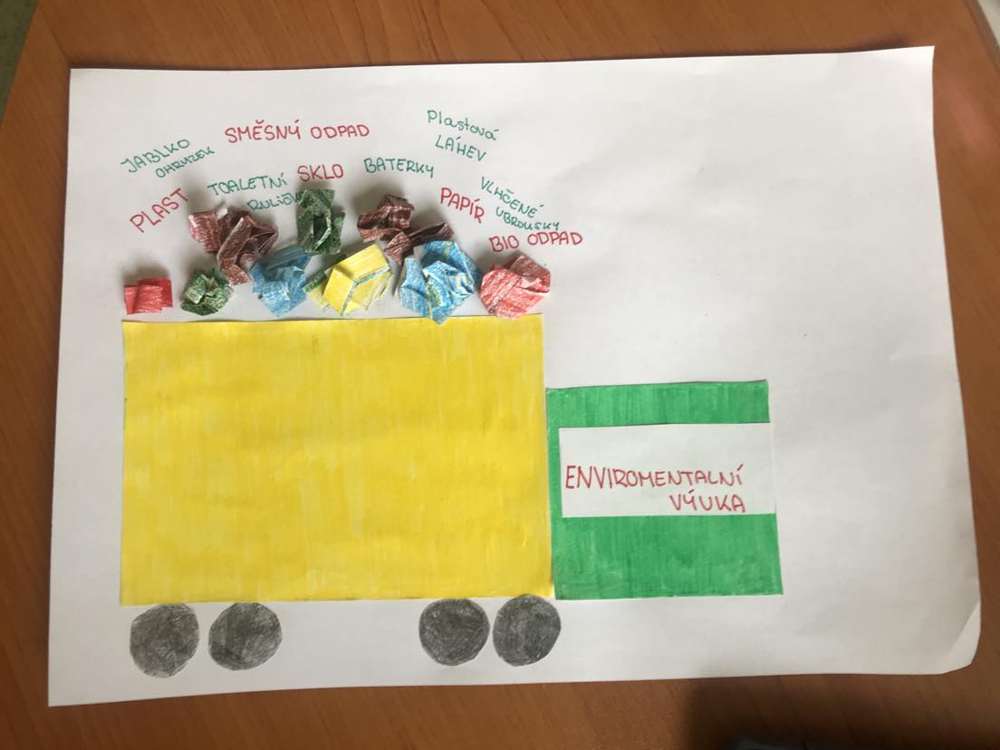 JABLKO
OHRYZEK
SMĚSNÝ ODPAD
Plastová
LÁHEV
PLAST
TOALETNÍ
RULIČKA
SKLO
BATERKY
PAPÍR
VLHČENÉ
UBROUSKY
BIO ODPAD
ENVIROMENTALNÍ
VÝUKA